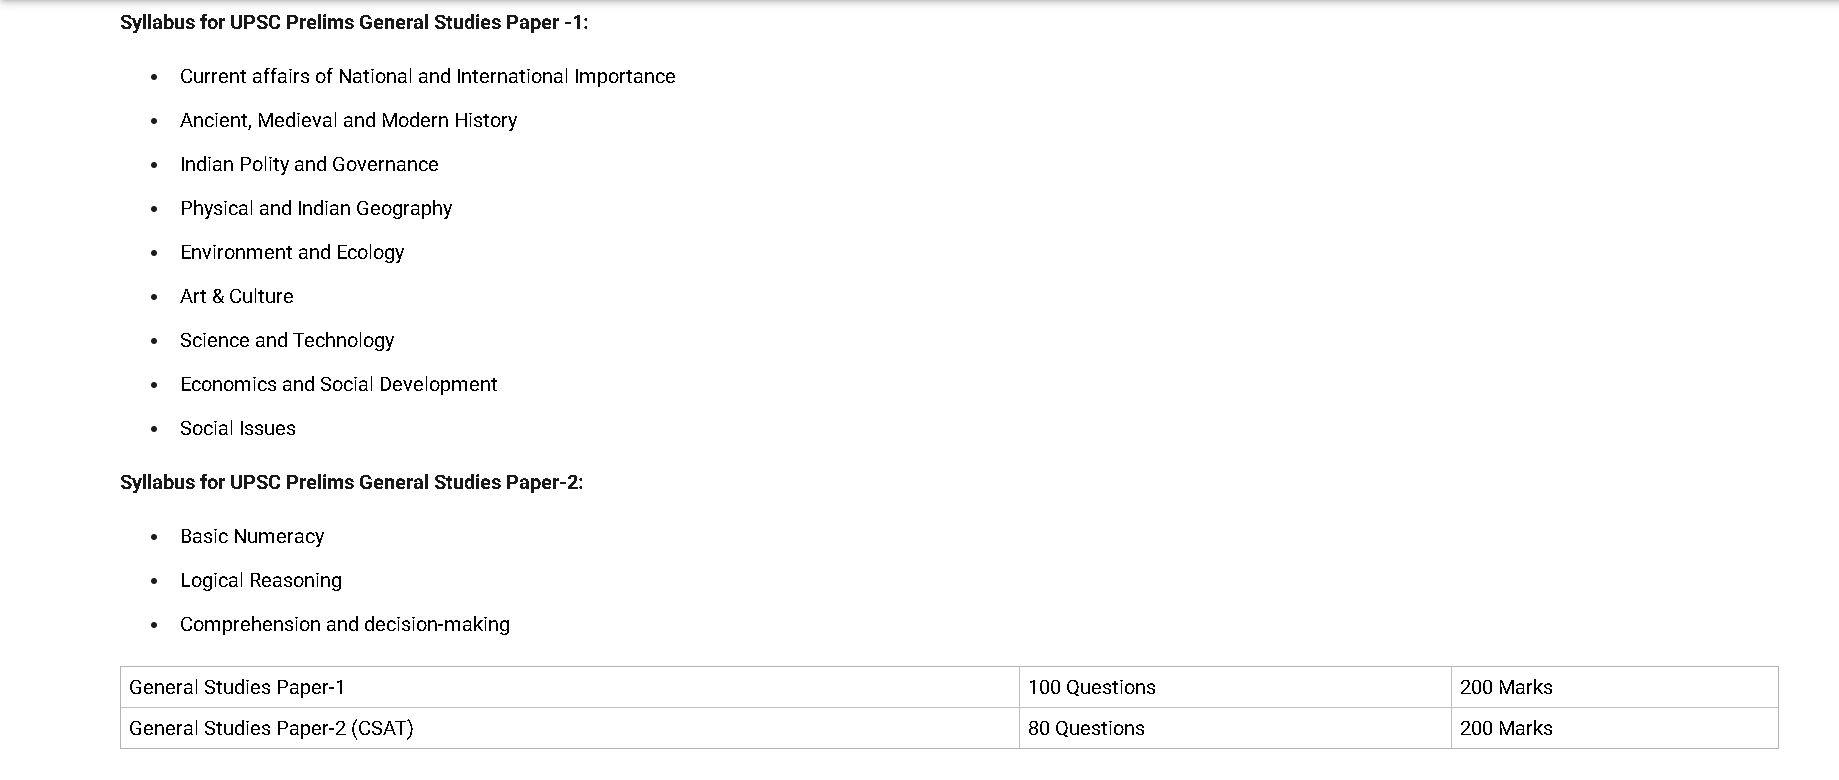 Syllabus for UPSC Prelims General Studies Paper -1:
• Current affairs of National and International Importance
• Ancient, Medieval and Modern History
• Indian Polity and Governance
• Physical and Indian Geography
• Environment and Ecology
• Art & Culture
• Science and Technology
• Economics and Social Development
• Social Issues
Syllabus for UPSC Prelims General Studies Paper-2:
• Basic Numeracy
• Logical Reasoning
• Comprehension and decision-making
General Studies Paper-1 100 Questions 200 Marks
General Studies Paper-2 (CSAT) 80 Questions 200 Marks